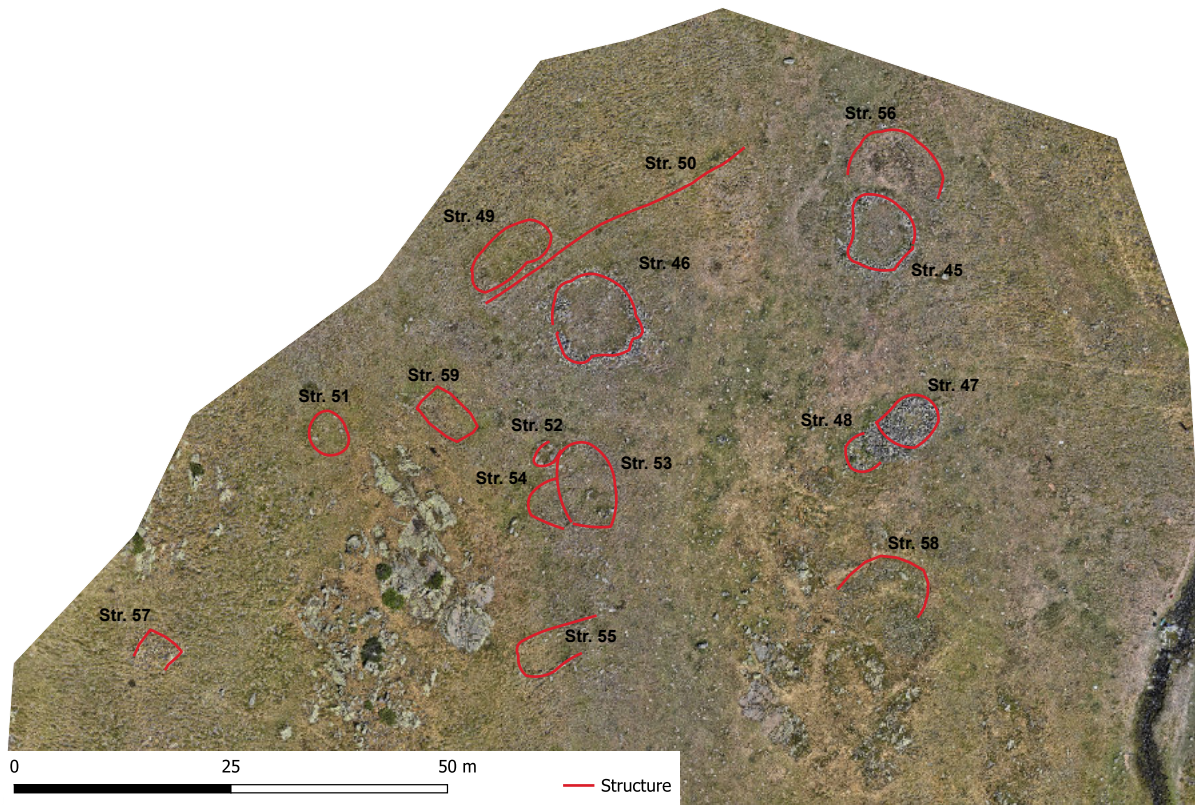 Str. 56
Str. 50
Str. 49
Str. 46
Str. 45
Str. 59
Str. 51
Str. 47
Str. 52
Str. 48
Str. 53
Str. 54
Str. 58
Str. 57
Str. 55
0 25 50 m
Structure